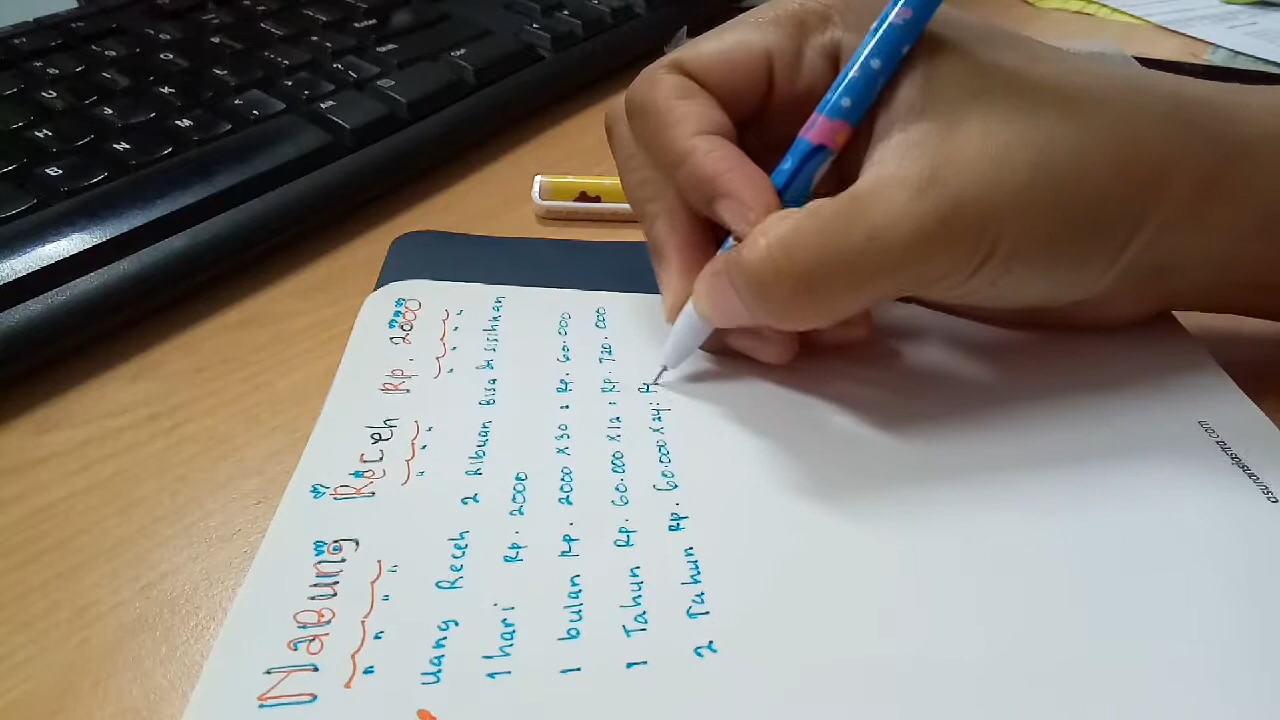 Nabung Receh Rp. 2000
Uang Receh 2 Ribuan Bisa di sisihkan
1 hari Rp. 2000
1 bulan Rp. 2000 X 30 = Rp. 60.000
1 Tahun Rp. 60.000 X 12 = Rp. 720.000
2 Tahun Rp. 60.000 X 24: R
asuransiasma.com